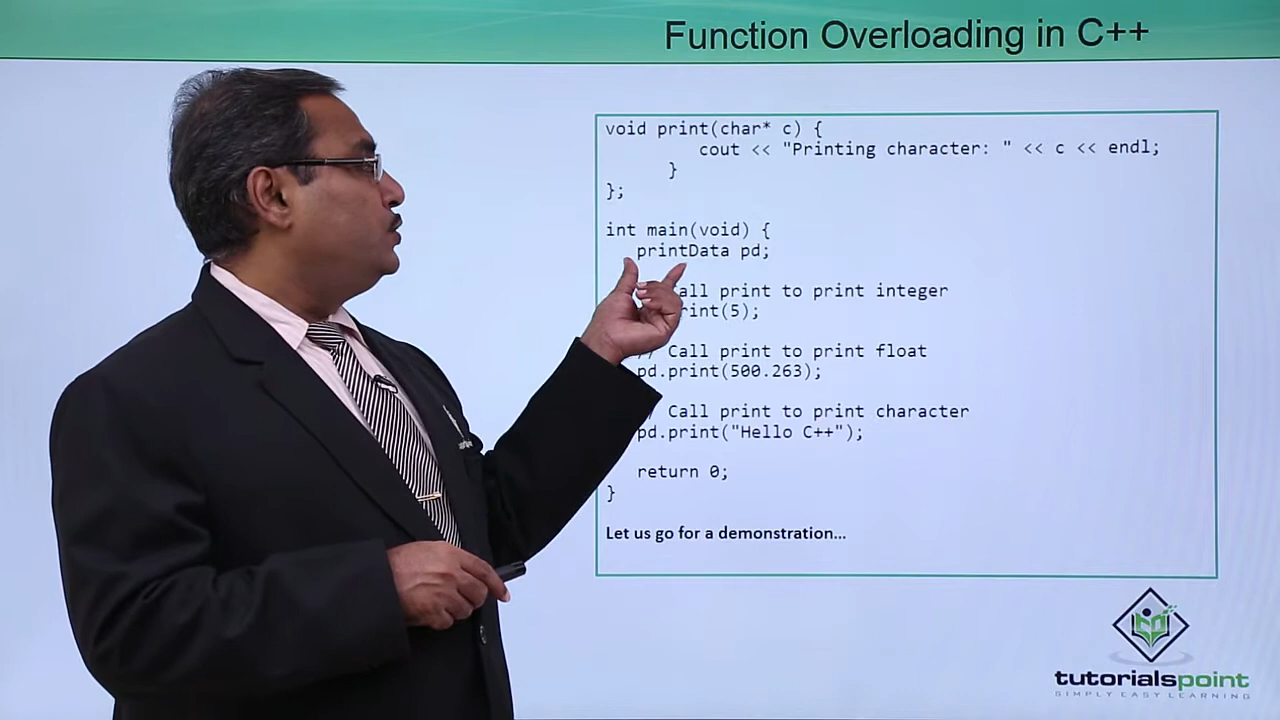 Function Overloading in C++
void print(char* c) {
cout << "Printing character: " << c << endl;
}
};
int main(void) {
printData pd;
print to print integer
(5);
// Call print to print float
pd.print(500.263);
Call print to print character
pd.print("Hello C++");
return 0;
}
Let us go for a demonstration...
tutorialspoint
SIMPLY EASY LEARNING